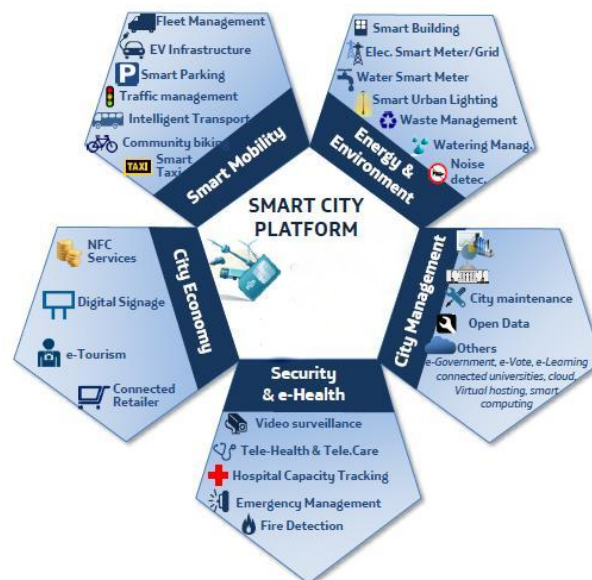 Fleet Management
EV Infrastructure
Smart Parking
Traffic management
Intelligent Transport
Community biking
Smart
Taxi
TAXI
Smart Mobility
Smart Building
Elec. Smart Meter/Grid
Water Smart Meter
Smart Urban Lighting
Waste Management
Watering Manag.
Noise
detec.
Energy &
Environment
SMART CITY
PLATFORM
NFC
Services
Digital Signage
e-Tourism
Connected
Retailer
City Economy
City Management
City maintenance
Open Data
Others
e-Government, e-Vote, e-Learning
connected universities, cloud,
Virtual hosting, smart
computing
Security
& e-Health
Video surveillance
Tele-Health & Tele.Care
Hospital Capacity Tracking
Emergency Management
Fire Detection